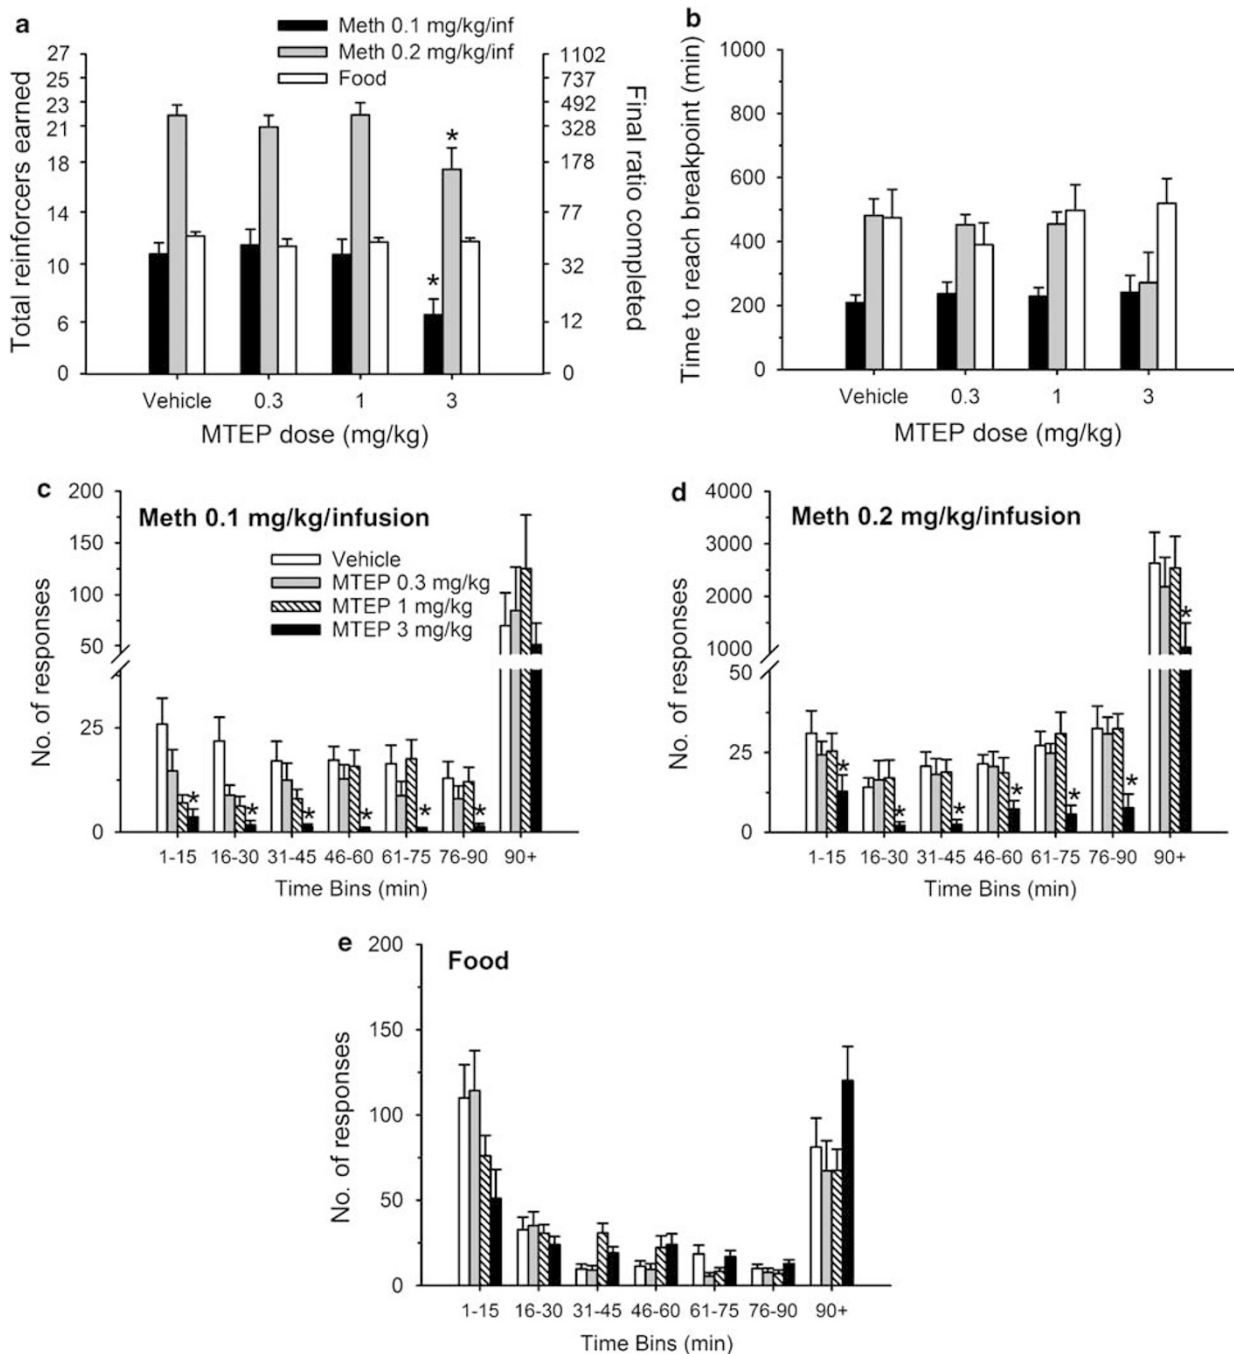 a
Meth 0.1 mg/kg/inf
Meth 0.2 mg/kg/inf
Food
Total reinforcers earned
27
25
23
21
18
14
10
6
0
1102
737
492
328
178
77
32
12
0
Final ratio completed
*
*
Vehicle 0.3 1 3
MTEP dose (mg/kg)
b
Time to reach breakpoint (min)
1000
800
600
400
200
0
Vehicle 0.3 1 3
MTEP dose (mg/kg)
c
Meth 0.1 mg/kg/infusion
Vehicle
MTEP 0.3 mg/kg
MTEP 1 mg/kg
MTEP 3 mg/kg
No. of responses
200
150
100
50
25
0
* * * * * *
1-15 16-30 31-45 46-60 61-75 76-90 90+
Time Bins (min)
d
Meth 0.2 mg/kg/infusion
No. of responses
4000
3000
2000
1000
50
25
0
* * * * * * *
1-15 16-30 31-45 46-60 61-75 76-90 90+
Time Bins (min)
e
Food
No. of responses
200
150
100
50
0
1-15 16-30 31-45 46-60 61-75 76-90 90+
Time Bins (min)